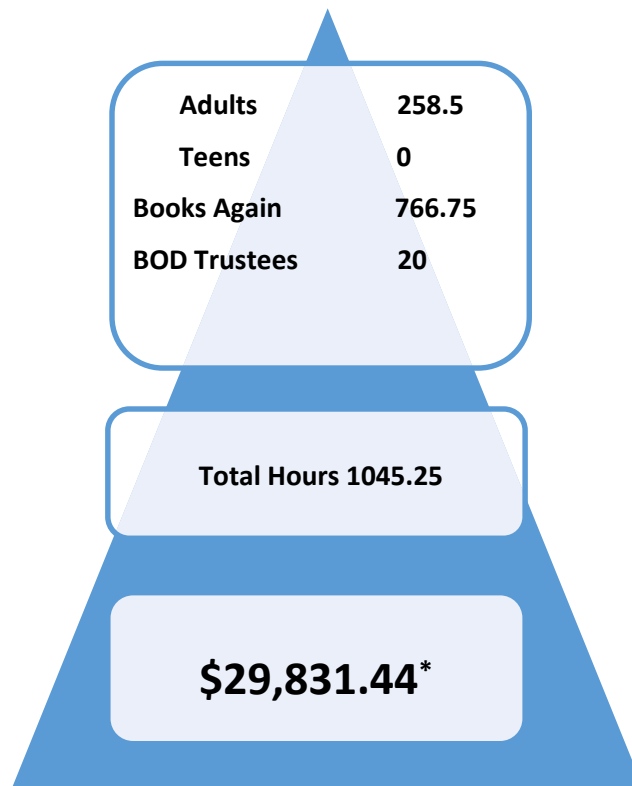 Adults 258.5
Teens 0
Books Again 766.75
BOD Trustees 20
Total Hours 1045.25
$29,831.44*